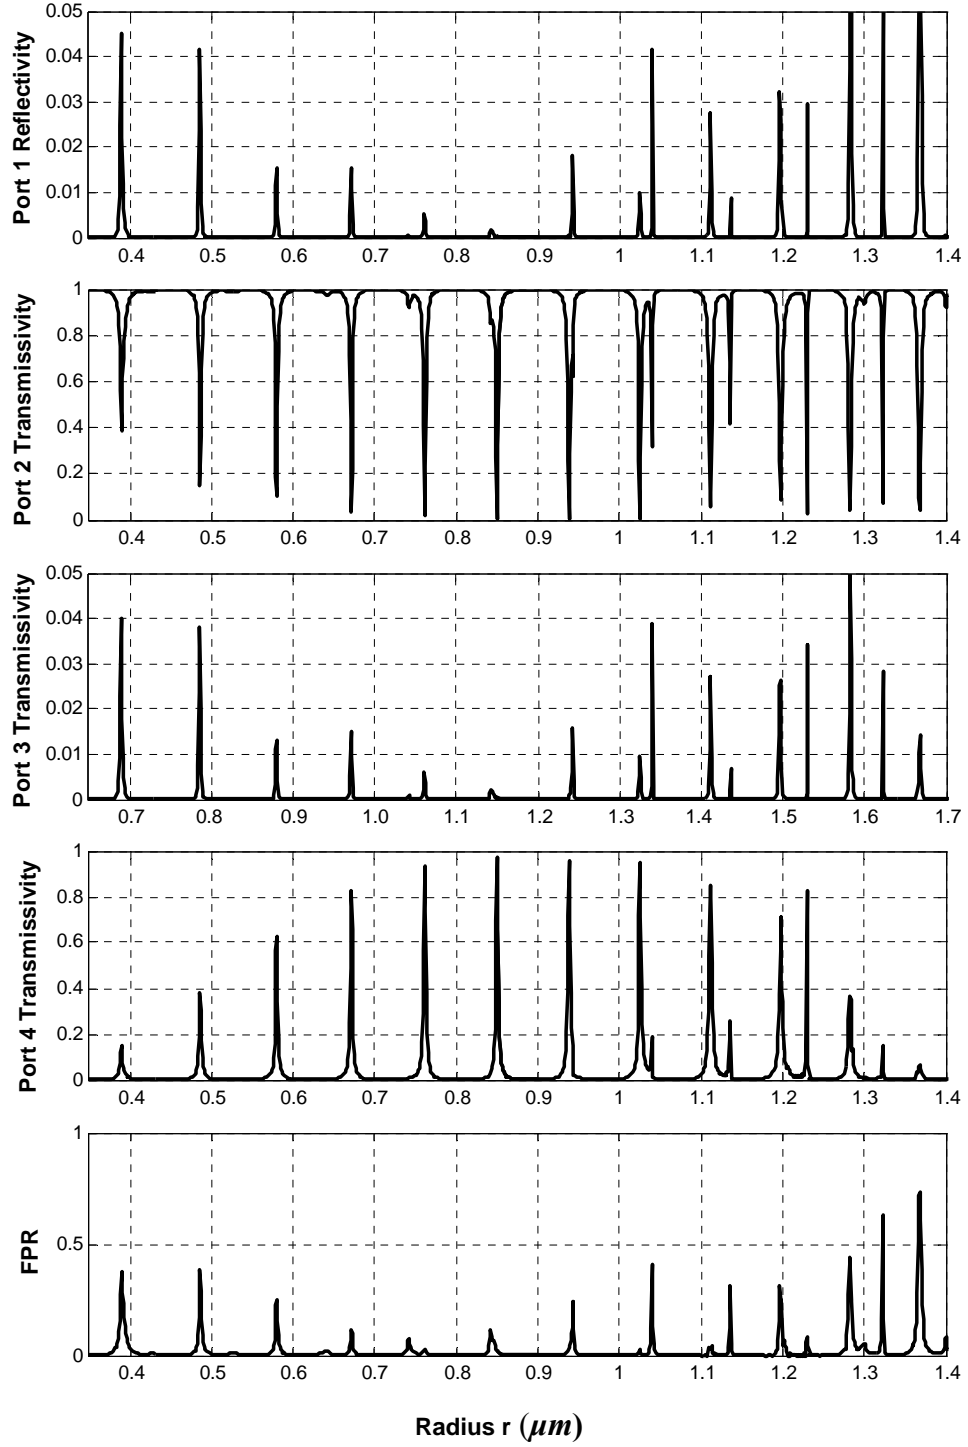 0.05
0.04
0.03
0.02
0.01
0
Port 1 Reflectivity
0.4 0.5 0.6 0.7 0.8 0.9 1 1.1 1.2 1.3 1.4
1
0.8
0.6
0.4
0.2
0
Port 2 Transmissivity
0.4 0.5 0.6 0.7 0.8 0.9 1 1.1 1.2 1.3 1.4
0.05
0.04
0.03
0.02
0.01
0
Port 3 Transmissivity
0.7 0.8 0.9 1.0 1.1 1.2 1.3 1.4 1.5 1.6 1.7
1
0.8
0.6
0.4
0.2
0
Port 4 Transmissivity
0.4 0.5 0.6 0.7 0.8 0.9 1 1.1 1.2 1.3 1.4
1
0.5
0
FPR
0.4 0.5 0.6 0.7 0.8 0.9 1 1.1 1.2 1.3 1.4
Radius r (μm)